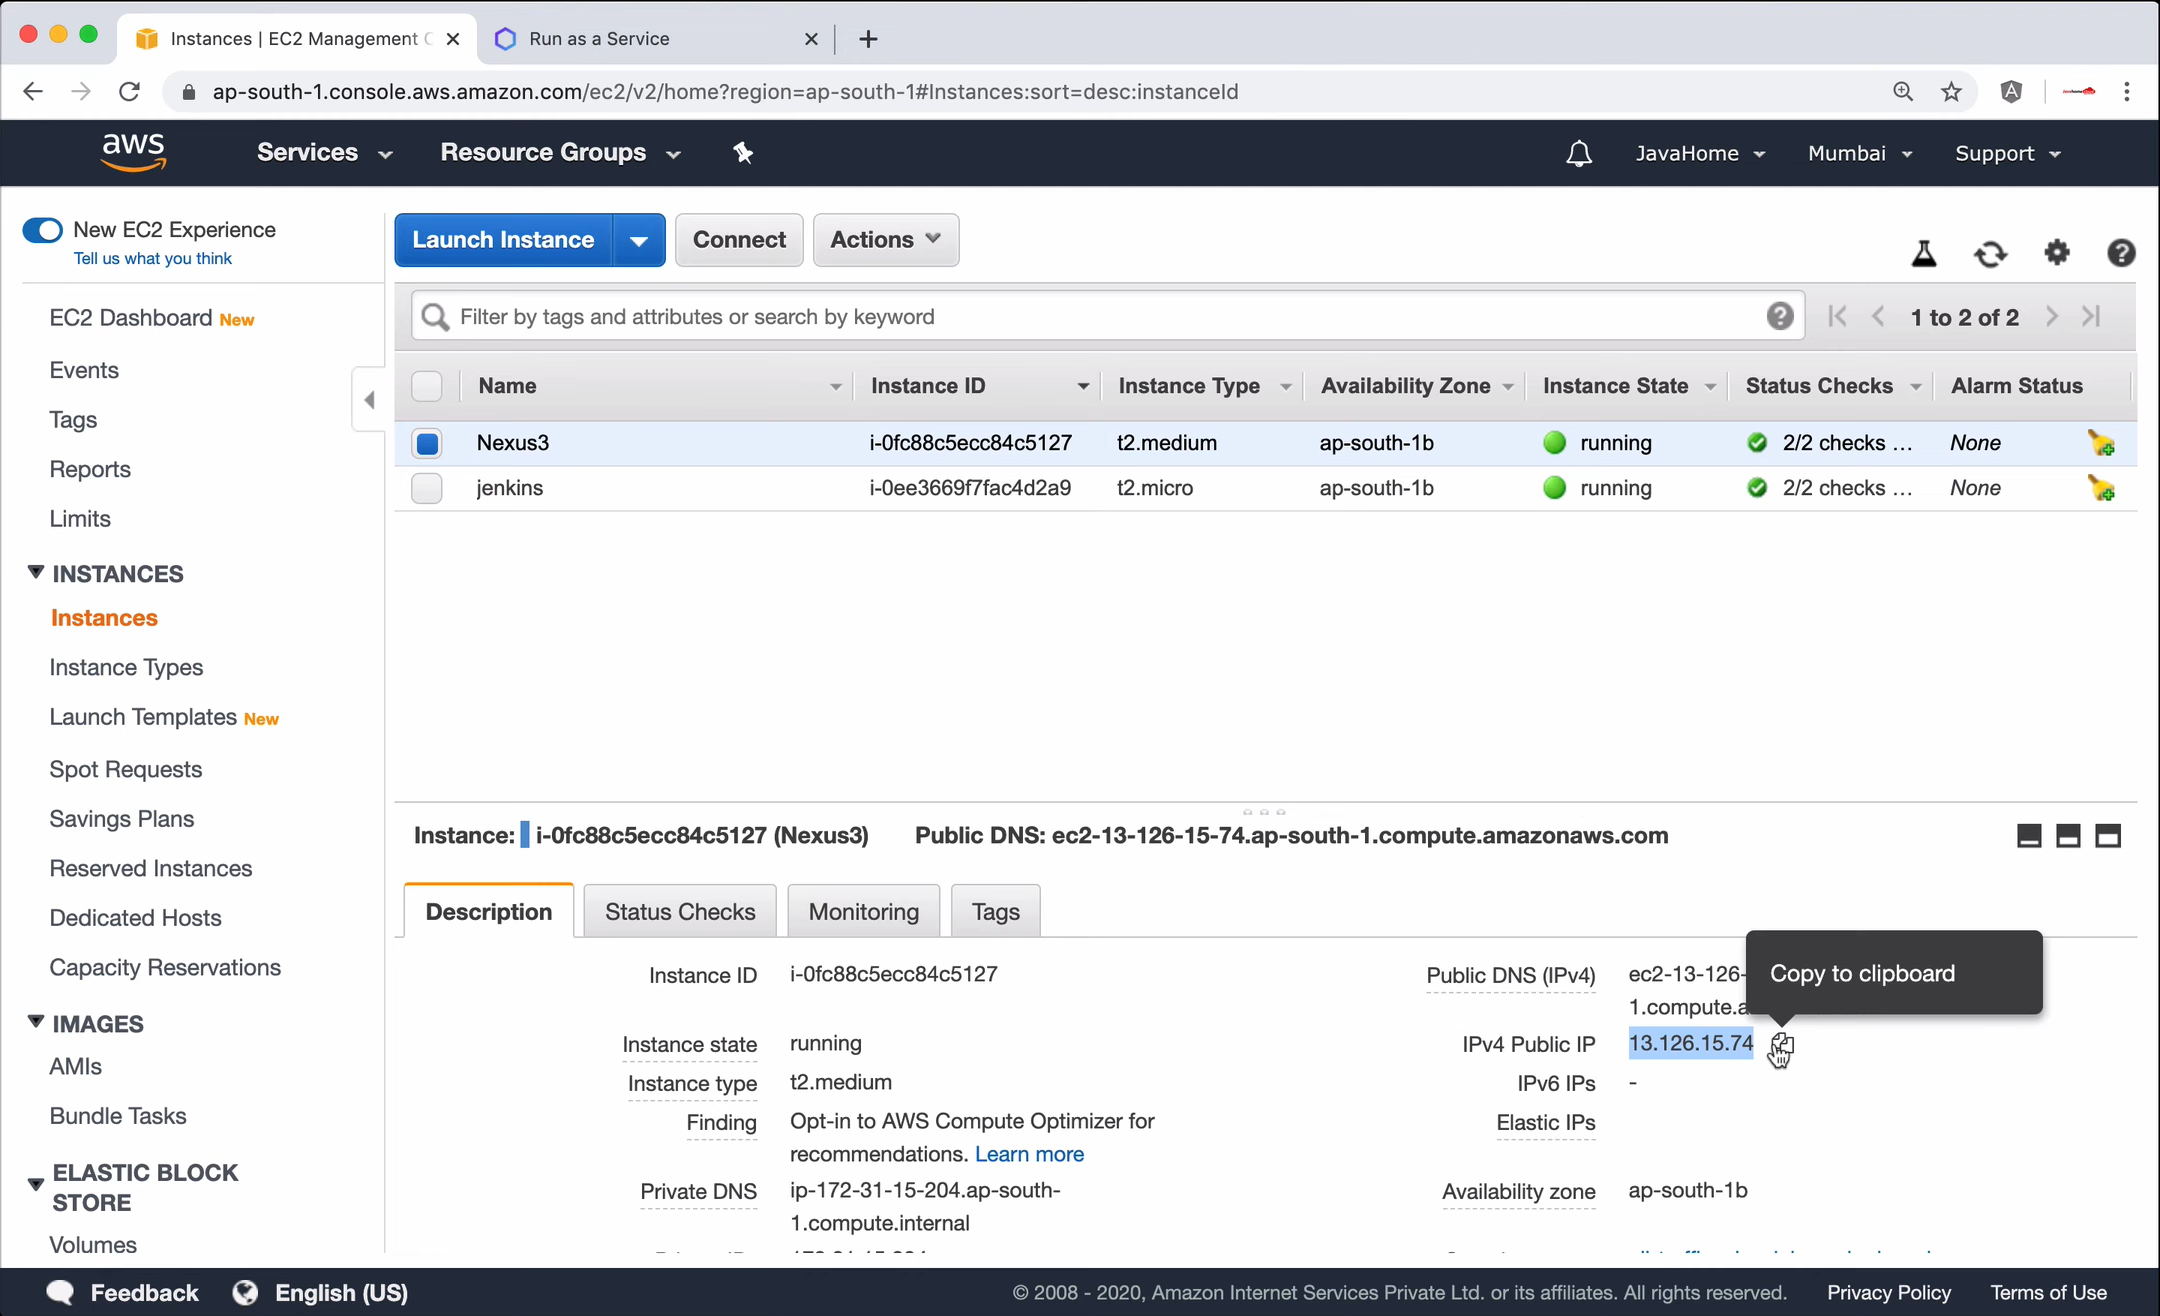 Instances | EC2 Management C
Run as a Service
ap-south-1.console.aws.amazon.com/ec2/v2/home?region=ap-south-1#Instances:sort=desc:instanceId
aws
Services
Resource Groups
JavaHome
Mumbai
Support
New EC2 Experience
Tell us what you think
EC2 Dashboard New
Events
Tags
Reports
Limits
INSTANCES
Instances
Instance Types
Launch Templates New
Spot Requests
Savings Plans
Reserved Instances
Dedicated Hosts
Capacity Reservations
IMAGES
AMIs
Bundle Tasks
ELASTIC BLOCK
STORE
Volumes
Launch Instance
Connect
Actions
Filter by tags and attributes or search by keyword
1 to 2 of 2
Name Instance ID Instance Type Availability Zone Instance State Status Checks Alarm Status
Nexus3 i-0fc88c5ecc84c5127 t2.medium ap-south-1b running 2/2 checks ... None
jenkins i-0ee3669f7fac4d2a9 t2.micro ap-south-1b running 2/2 checks ... None
Instance: i-0fc88c5ecc84c5127 (Nexus3) Public DNS: ec2-13-126-15-74.ap-south-1.compute.amazonaws.com
Description
Status Checks
Monitoring
Tags
Instance ID i-0fc88c5ecc84c5127
Instance state running
Instance type t2.medium
Finding Opt-in to AWS Compute Optimizer for
recommendations. Learn more
Private DNS ip-172-31-15-204.ap-south-
1.compute.internal
Public DNS (IPv4) ec2-13-126-
1.compute.a
Copy to clipboard
IPv4 Public IP 13.126.15.74
IPv6 IPs -
Elastic IPs
Availability zone ap-south-1b
Feedback
English (US)
© 2008 - 2020, Amazon Internet Services Private Ltd. or its affiliates. All rights reserved.
Privacy Policy
Terms of Use